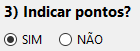 3) Indicar pontos?
SIM NÃO